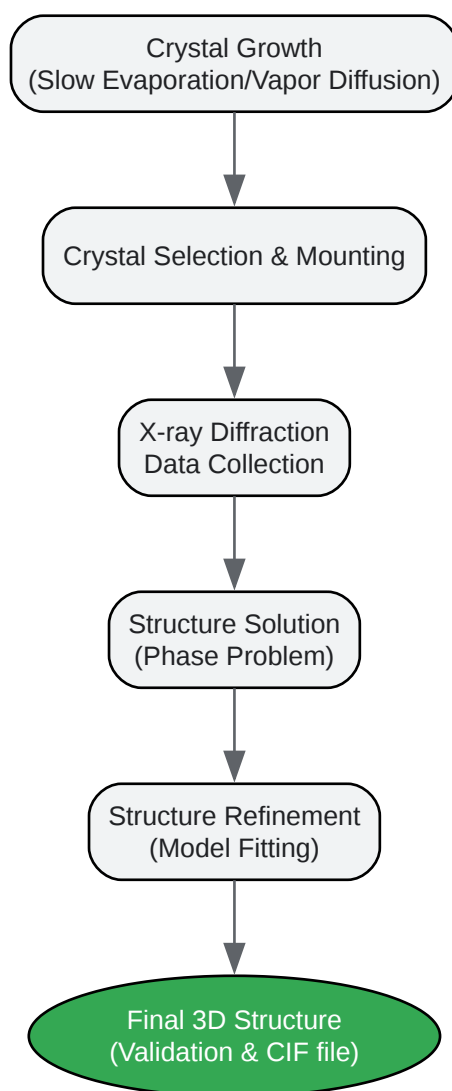 Crystal Growth
(Slow Evaporation/Vapor Diffusion)
Crystal Selection & Mounting
X-ray Diffraction
Data Collection
Structure Solution
(Phase Problem)
Structure Refinement
(Model Fitting)
Final 3D Structure
(Validation & CIF file)